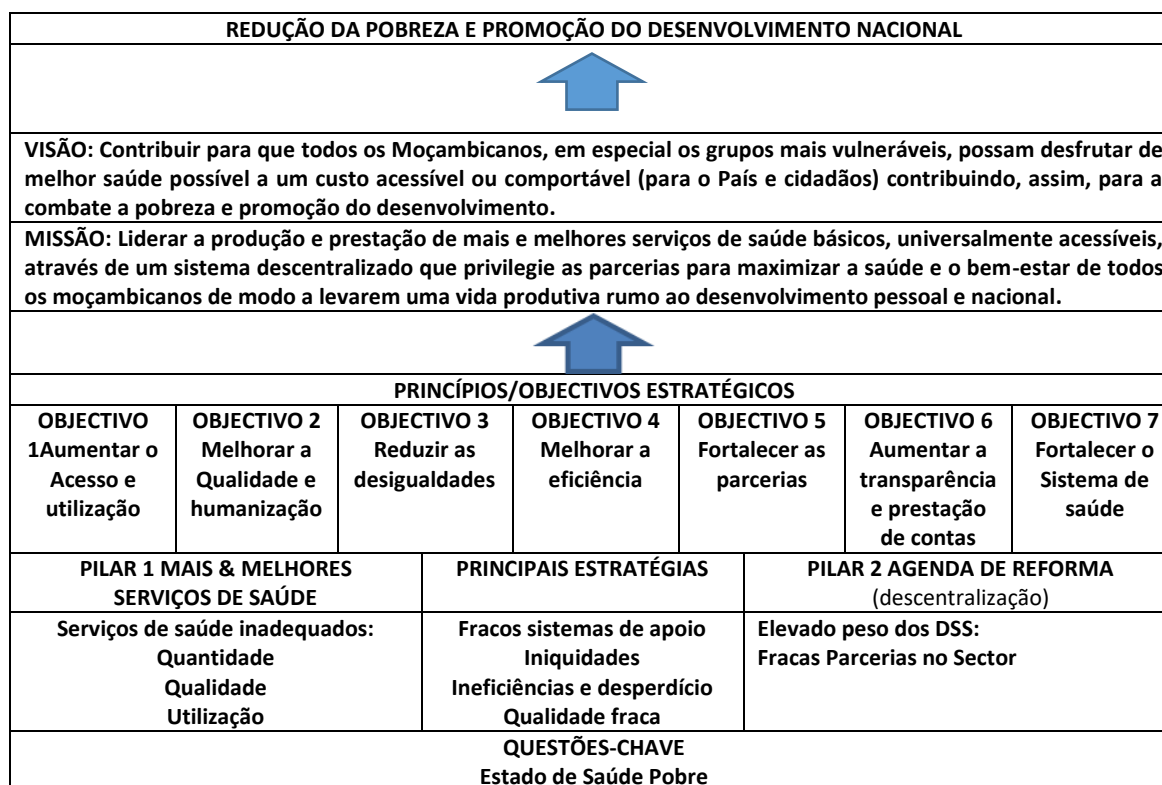 REDUÇÃO DA POBREZA E PROMOÇÃO DO DESENVOLVIMENTO NACIONAL
VISÃO: Contribuir para que todos os Moçambicanos, em especial os grupos mais vulneráveis, possam desfrutar de
melhor saúde possível a um custo acessível ou comportável (para o País e cidadãos) contribuindo, assim, para a
combate a pobreza e promoção do desenvolvimento.
MISSÃO: Liderar a produção e prestação de mais e melhores serviços de saúde básicos, universalmente acessíveis,
através de um sistema descentralizado que privilegie as parcerias para maximizar a saúde e o bem-estar de todos
os moçambicanos de modo a levarem uma vida produtiva rumo ao desenvolvimento pessoal e nacional.
PRINCÍPIOS/OBJECTIVOS ESTRATÉGICOS
OBJECTIVO
1Aumentar o
Acesso e
utilização
OBJECTIVO 2
Melhorar a
Qualidade e
humanização
OBJECTIVO 3
Reduzir as
desigualdades
OBJECTIVO 4
Melhorar a
eficiência
OBJECTIVO 5
Fortalecer as
parcerias
OBJECTIVO 6
Aumentar a
transparência
e prestação
de contas
OBJECTIVO 7
Fortalecer o
Sistema de
saúde
PILAR 1 MAIS & MELHORES
SERVIÇOS DE SAÚDE
PRINCIPAIS ESTRATÉGIAS
PILAR 2 AGENDA DE REFORMA
(descentralização)
Serviços de saúde inadequados:
Quantidade
Qualidade
Utilização
Fracos sistemas de apoio
Iniquidades
Ineficiências e desperdício
Qualidade fraca
Elevado peso dos DSS:
Fracas Parcerias no Sector
QUESTÕES-CHAVE
Estado de Saúde Pobre